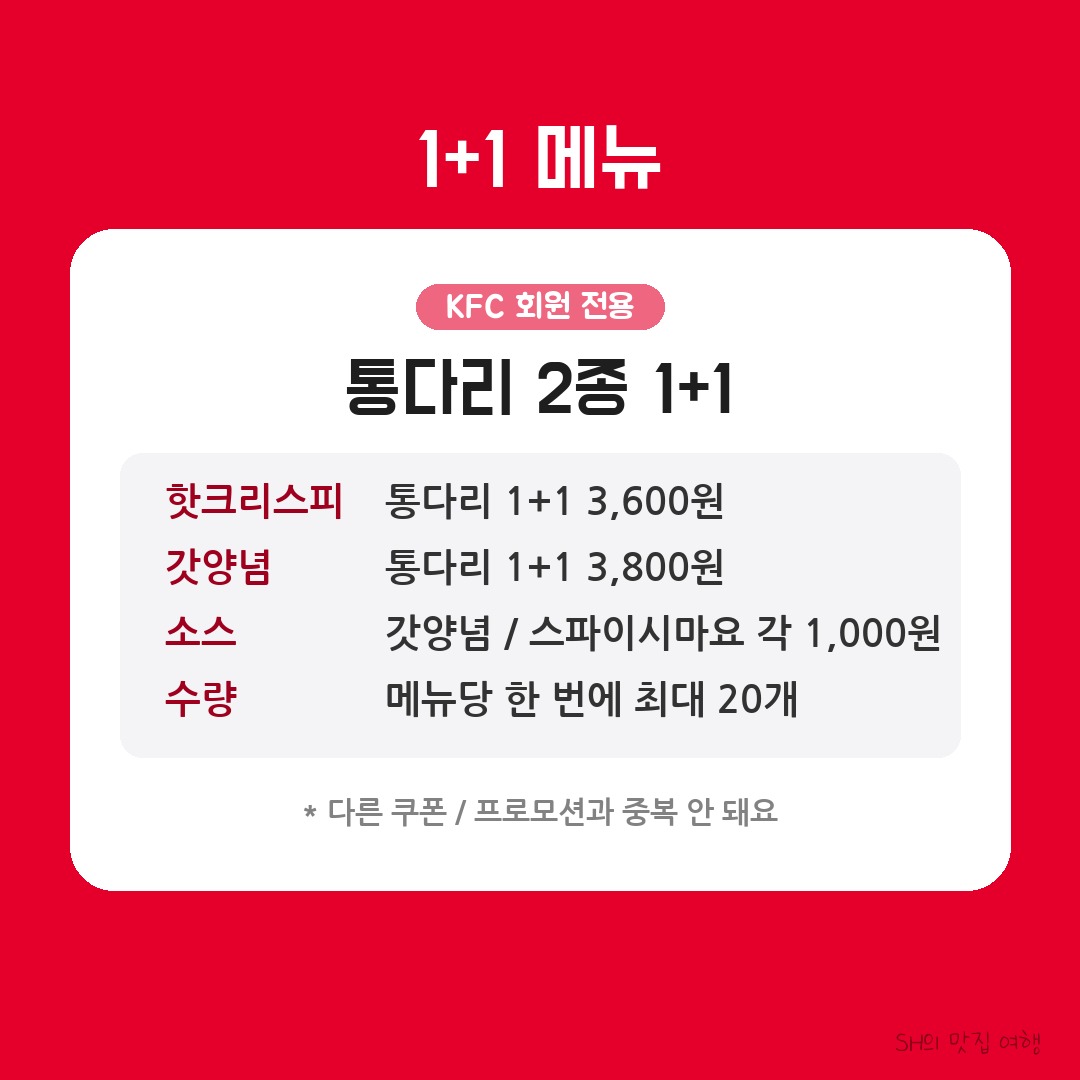 1+1 메뉴
KFC 회원 전용
통다리 2종 1+1
핫크리스피 통다리 1+1 3,600원
갓양념 통다리 1+1 3,800원
소스 갓양념 / 스파이시마요 각 1,000원
수량 메뉴당 한 번에 최대 20개
* 다른 쿠폰 / 프로모션과 중복 안 돼요
SH의 맛집 여행